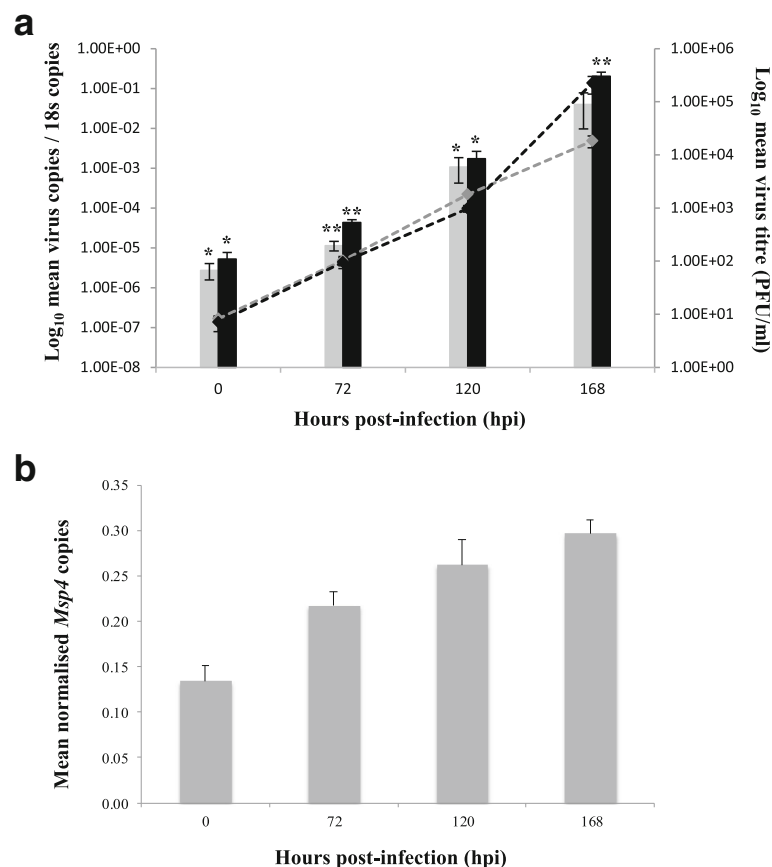 a
Log10 mean virus copies / 18s copies
1.00E+00
1.00E-01
1.00E-02
1.00E-03
1.00E-04
1.00E-05
1.00E-06
1.00E-07
1.00E-08
* *
** **
* *
**
1.00E+06
1.00E+05
1.00E+04
1.00E+03
1.00E+02
1.00E+01
1.00E+00
Log10 mean virus titre (PFU/ml)
0 72 120 168
Hours post-infection (hpi)
b
Mean normalised Msp4 copies
0.35
0.30
0.25
0.20
0.15
0.10
0.05
0.00
0 72 120 168
Hours post-infection (hpi)